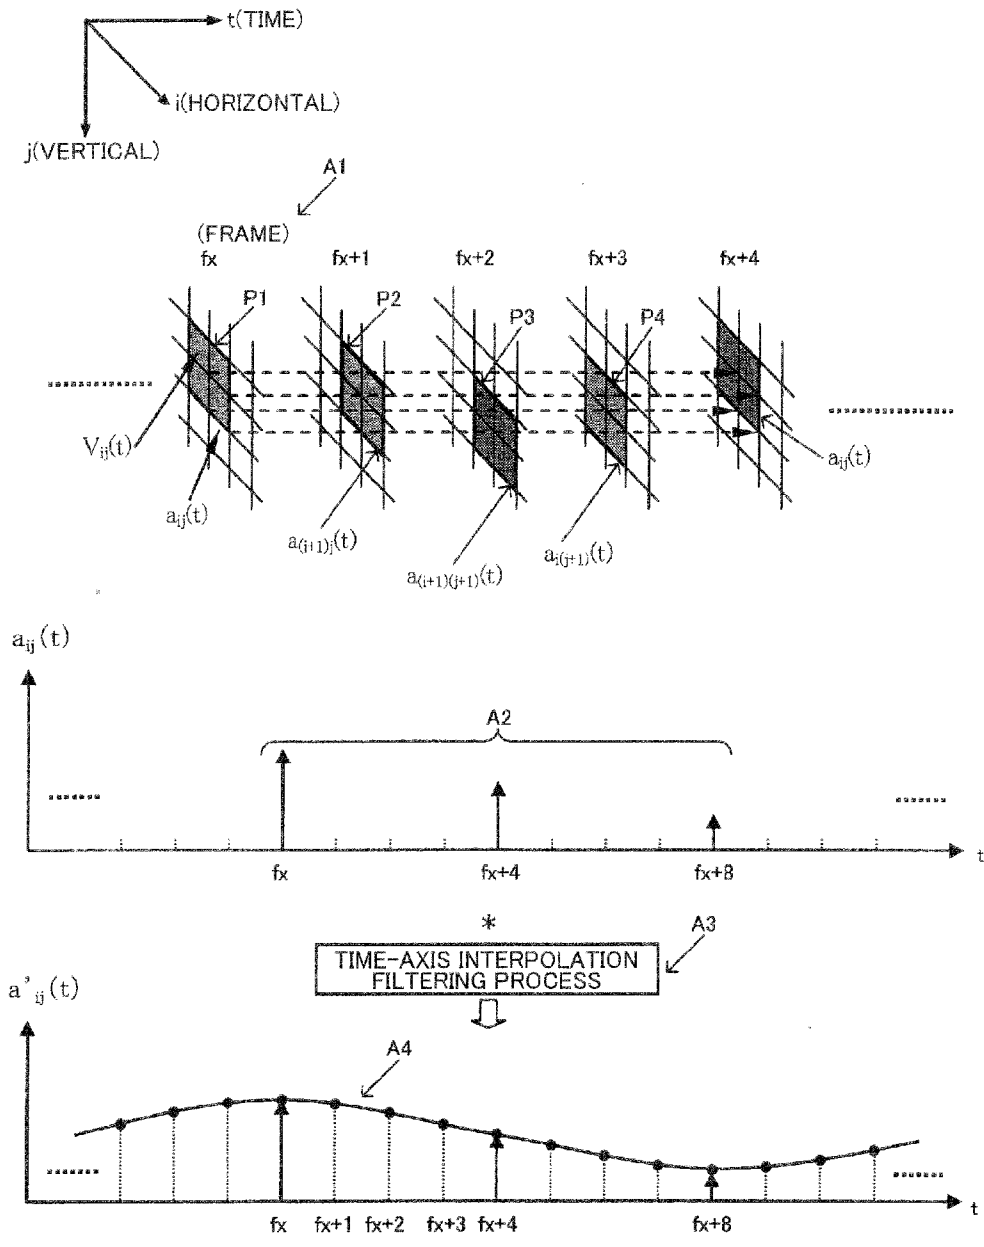 t(TIME)
i(HORIZONTAL)
j(VERTICAL)
A1
(FRAME)
fx fx+1 fx+2 fx+3 fx+4
P1 P2 P3 P4
Vij(t)
aij(t)
aij(t)
a(i+1)j(t)
ai(j+1)(t)
a(i+1)(j+1)(t)
aij(t)
A2
t
fx fx+4 fx+8
*
A3
TIME-AXIS INTERPOLATION
FILTERING PROCESS
a'ij(t)
A4
t
fx fx+1 fx+2 fx+3 fx+4 fx+8